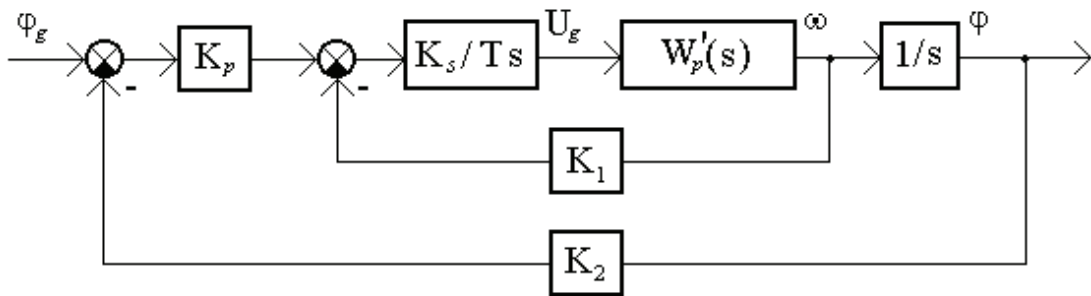 φg
Kp
Ks/Ts
Ug
W'p(s)
ω
1/s
φ
-
-
K1
K2